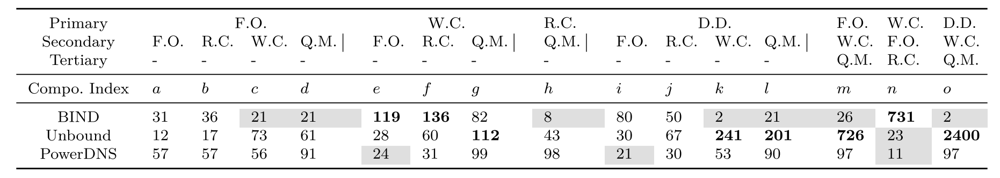 Primary F.O. W.C. R.C. D.D. F.O. W.C. D.D.
Secondary F.O. R.C. W.C. Q.M. | F.O. R.C. Q.M. | Q.M. | F.O. R.C. W.C. Q.M. | W.C. F.O. W.C.
Tertiary - - - - - - - - - - - - Q.M. R.C. Q.M.
Compo. Index a b c d e f g h i j k l m n o
BIND 31 36 21 21 119 136 82 8 80 50 2 21 26 731 2
Unbound 12 17 73 61 28 60 112 43 30 67 241 201 726 23 2400
PowerDNS 57 57 56 91 24 31 99 98 21 30 53 90 97 11 97